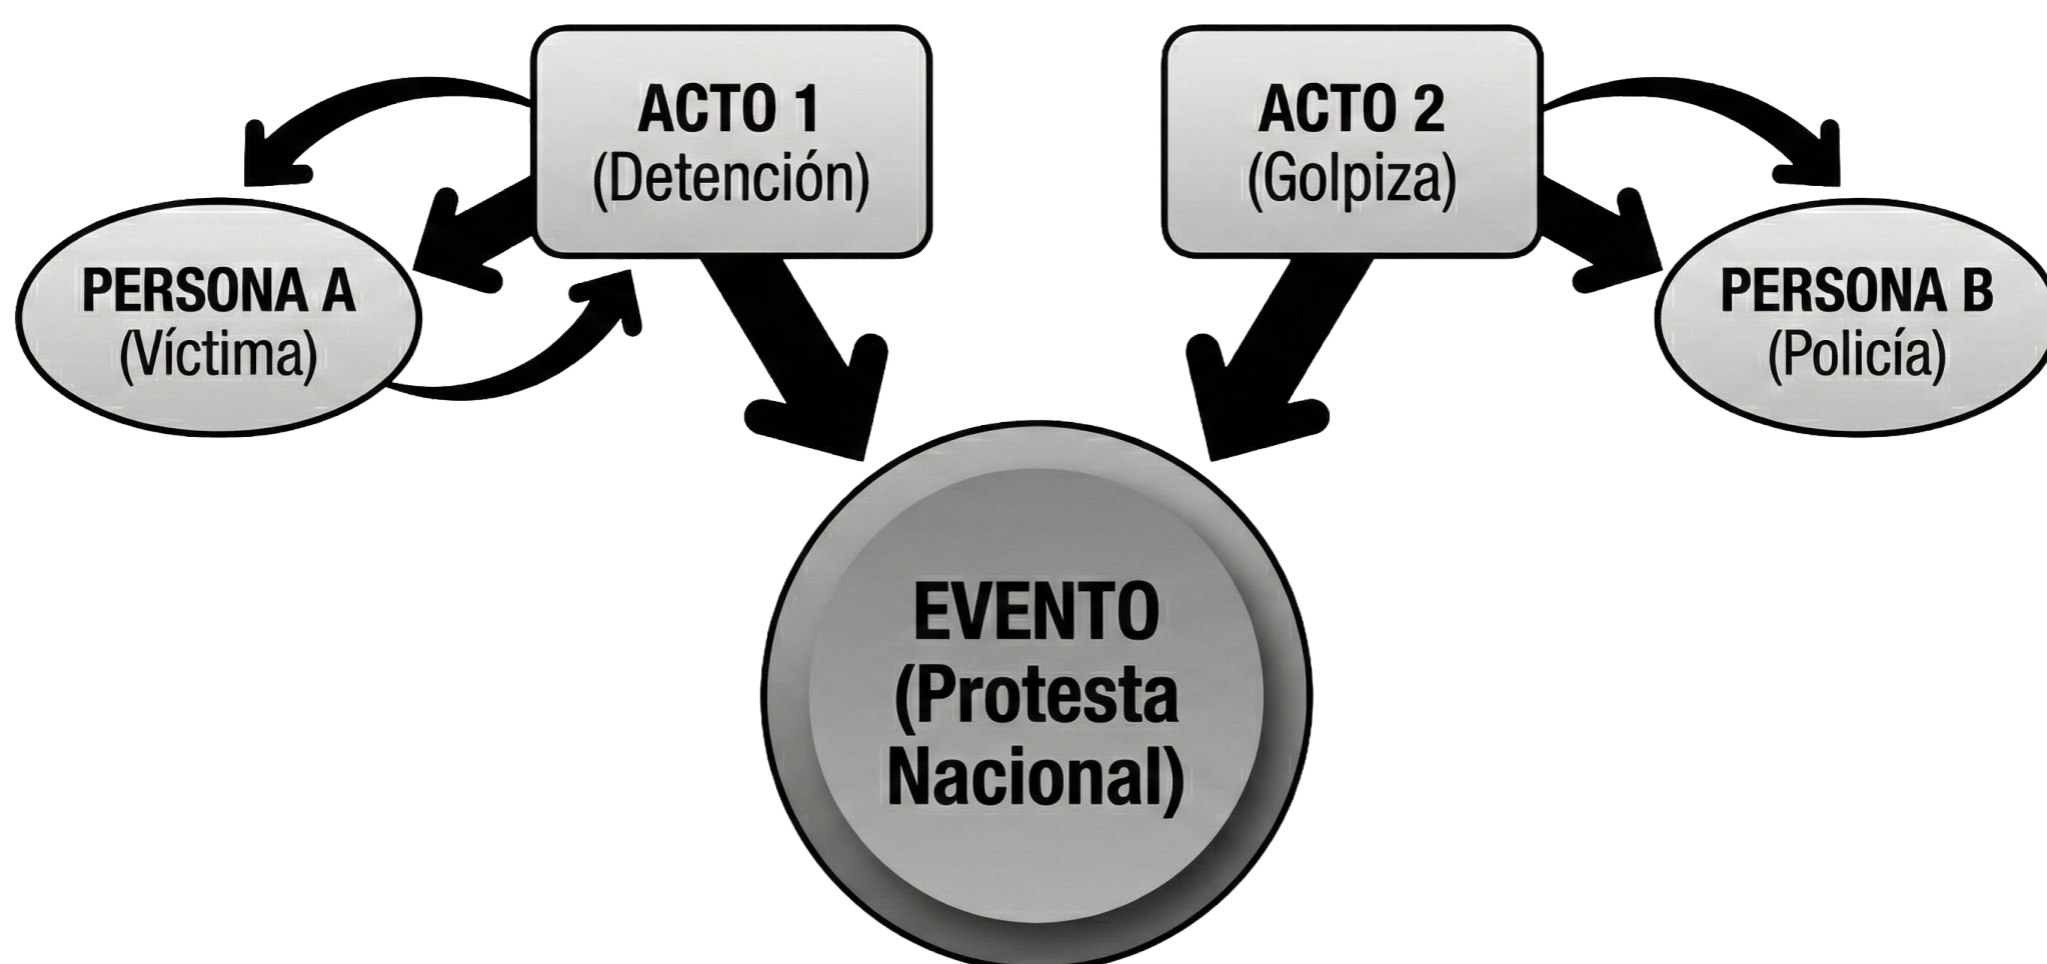 ACTO 1
(Detención)
ACTO 2
(Golpiza)
PERSONA A
(Víctima)
PERSONA B
(Policía)
EVENTO
(Protesta
Nacional)